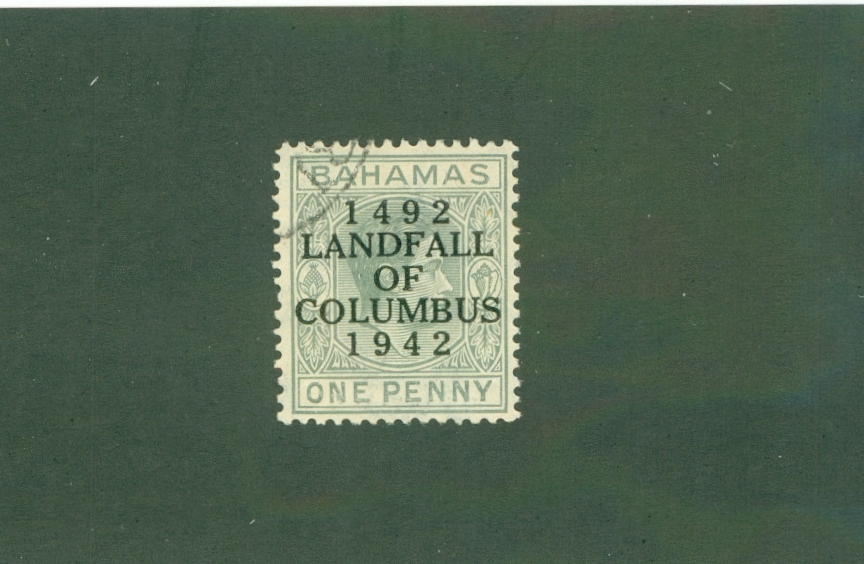 BAHAMAS
1492
LANDFALL
OF
COLUMBUS
1942
ONE PENNY